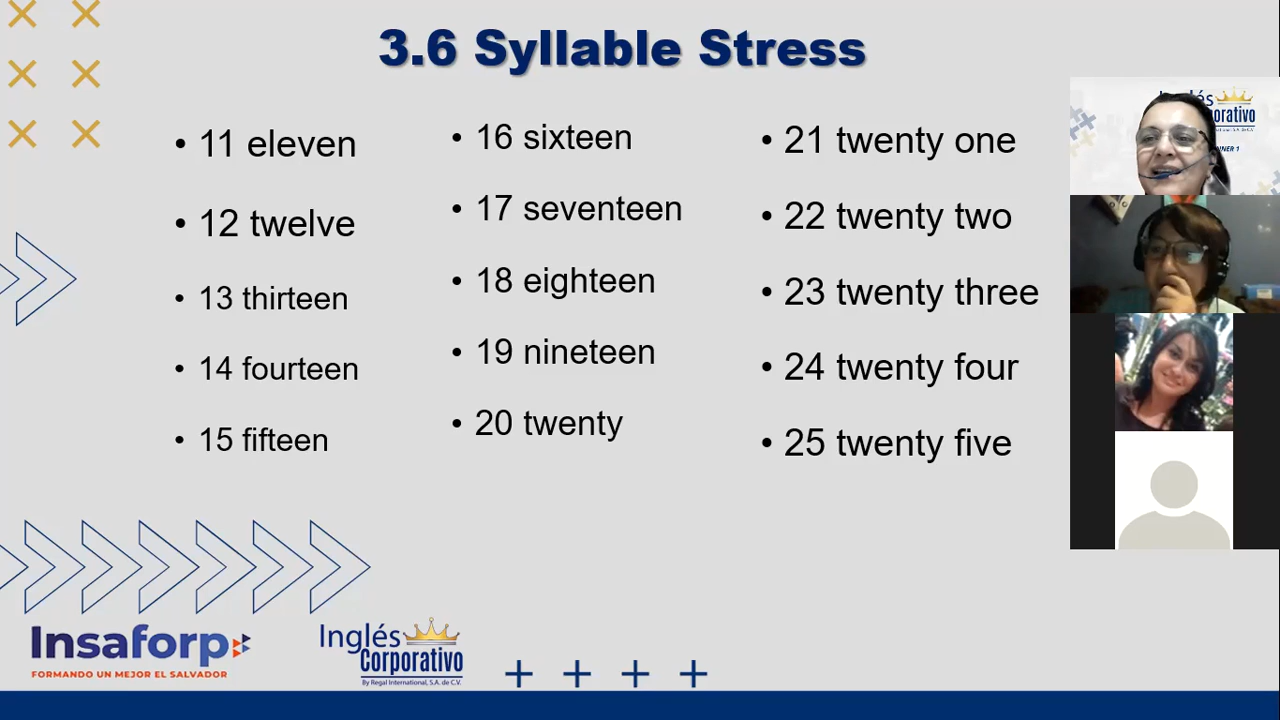 3.6 Syllable Stress
• 11 eleven
• 12 twelve
• 13 thirteen
• 14 fourteen
• 15 fifteen
• 16 sixteen
• 17 seventeen
• 18 eighteen
• 19 nineteen
• 20 twenty
• 21 twenty one
• 22 twenty two
• 23 twenty three
• 24 twenty four
• 25 twenty five
Insaforp
FORMANDO UN MEJOR EL SALVADOR
Inglés
Corporativo
By Regal International, S.A. de C.V.